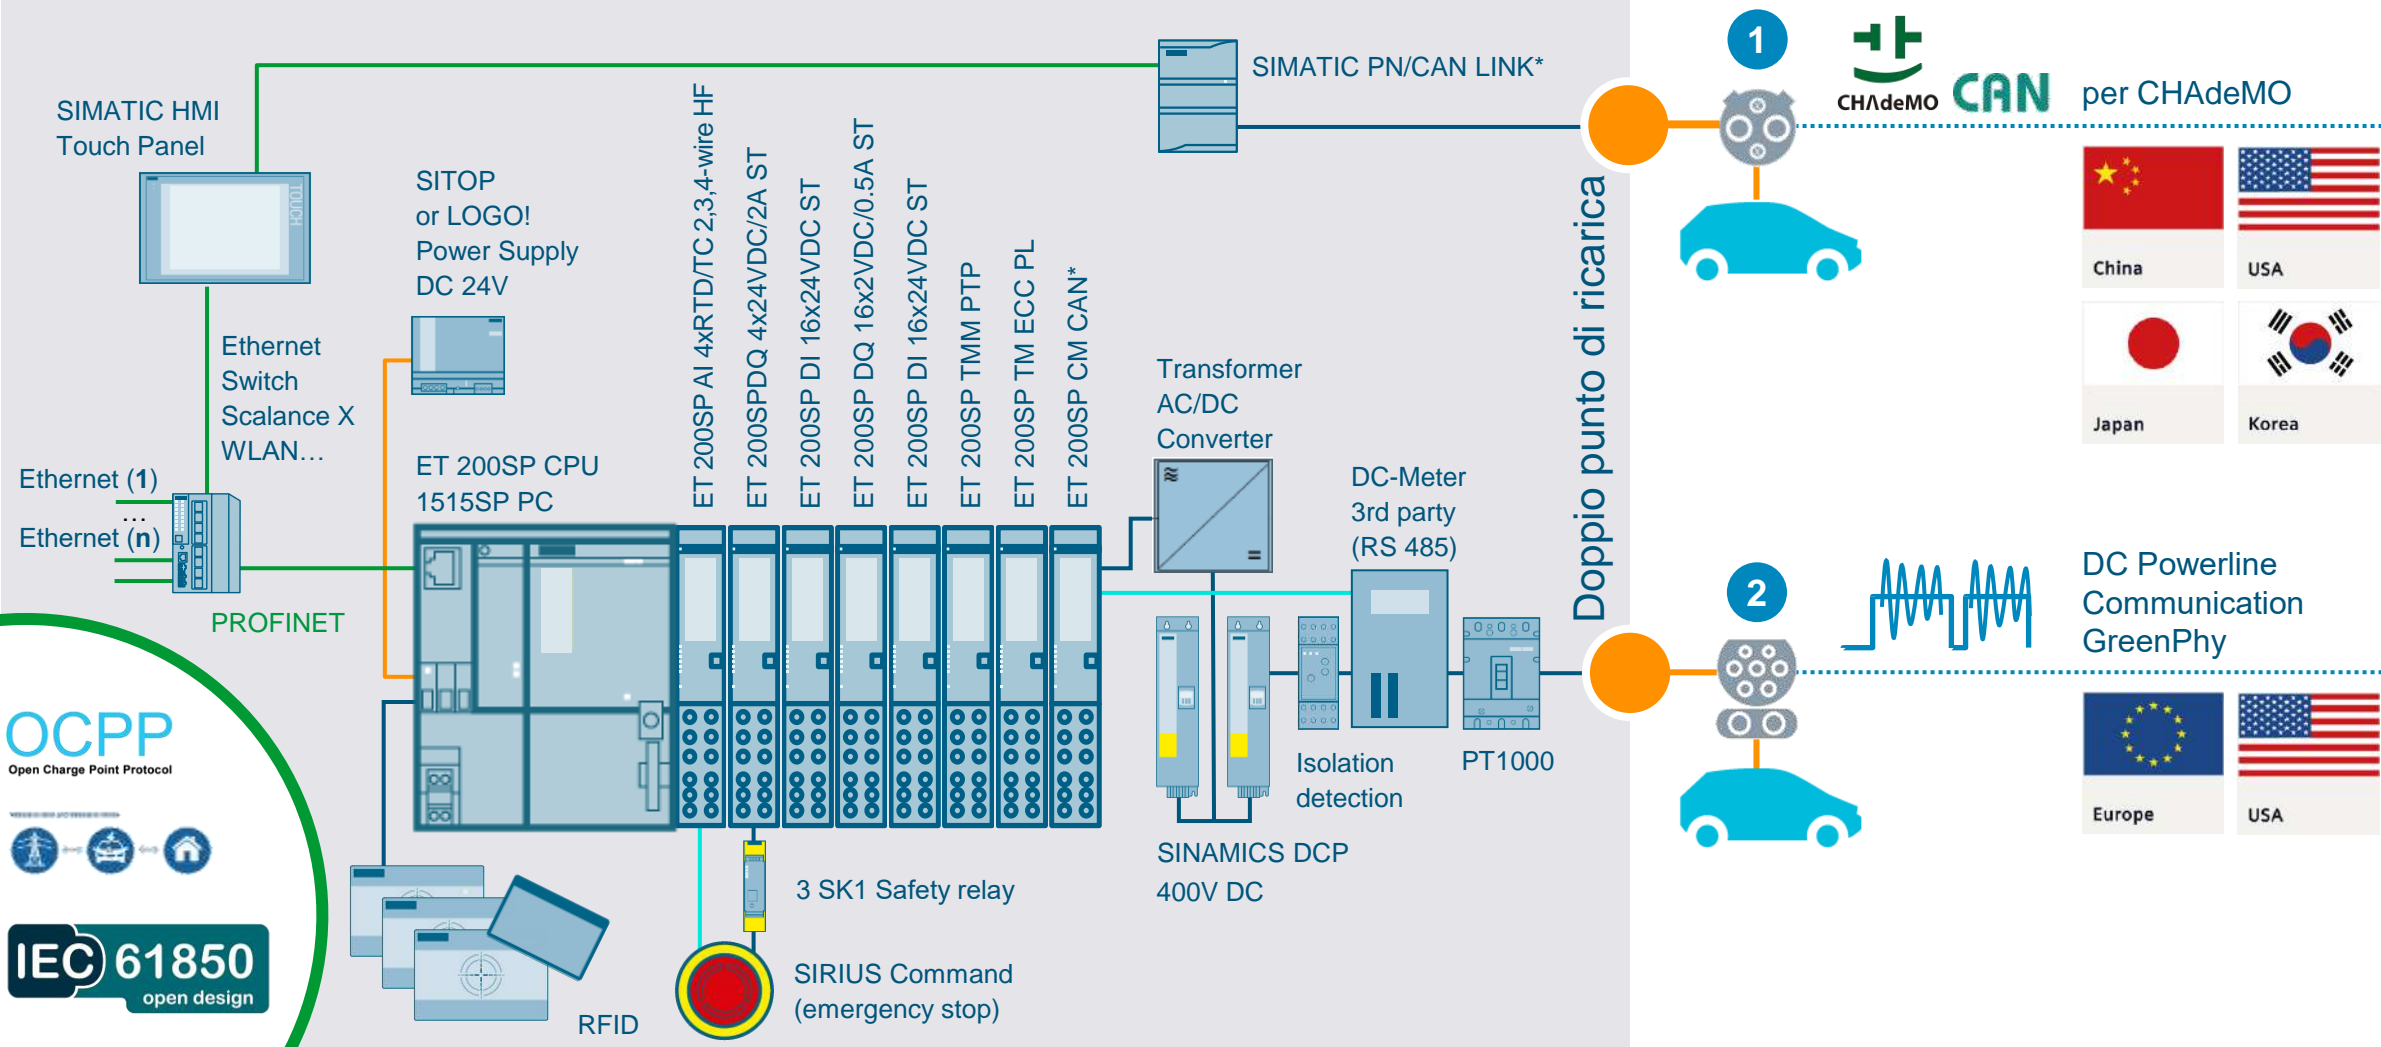 SIMATIC HMI
Touch Panel
TOUCH
SITOP
or LOGO!
Power Supply
DC 24V
Ethernet
Switch
Scalance X
WLAN...
Ethernet (1)
...
Ethernet (n)
PROFINET
ET 200SP CPU
1515SP PC
ET 200SP AI 4xRTD/TC 2,3,4-wire HF
ET 200SPDQ 4x24VDC/2A ST
ET 200SP DI 16x24VDC ST
ET 200SP DQ 16x2VDC/0.5A ST
ET 200SP DI 16x24VDC ST
ET 200SP TMM PTP
ET 200SP TM ECC PL
ET 200SP CM CAN*
SIMATIC PN/CAN LINK*
Transformer
AC/DC
Converter
DC-Meter
3rd party
(RS 485)
Isolation
detection
PT1000
SINAMICS DCP
400V DC
3 SK1 Safety relay
SIRIUS Command
(emergency stop)
RFID
OCPP
Open Charge Point Protocol
IEC 61850
open design
Doppio punto di ricarica
1
CHAdeMO
CAN
per CHAdeMO
China
USA
Japan
Korea
2
DC Powerline
Communication
GreenPhy
Europe
USA